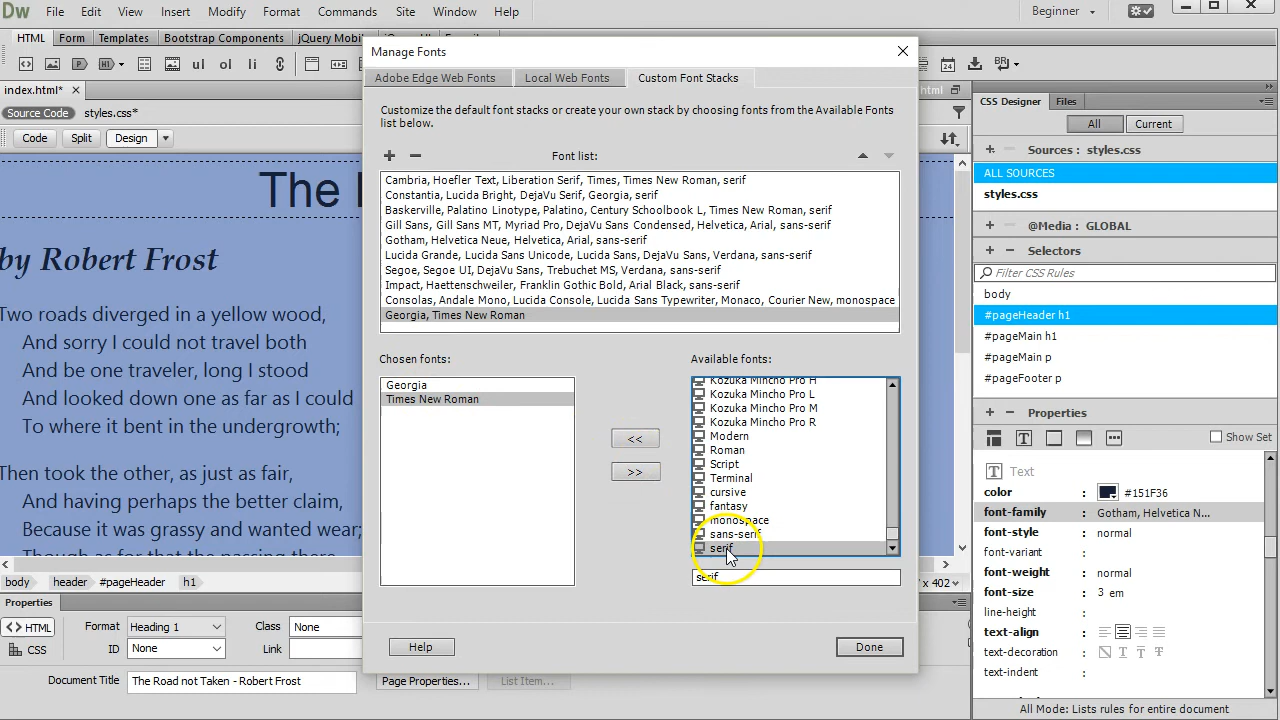 Dw File Edit View Insert Modify Format Commands Site Window Help Beginner
HTML Form Templates Bootstrap Components jQuery Mobi
ul ol li 24 BRJ
index.html* html
Source Code styles.css*
Code Split Design
The
by Robert Frost
Two roads diverged in a yellow wood,
And sorry I could not travel both
And be one traveler, long I stood
And looked down one as far as I could
To where it bent in the undergrowth;
Then took the other, as just as fair,
And having perhaps the better claim,
Because it was grassy and wanted wear;
Though as for that the passing there
body header #pageHeader h1
x 402
Manage Fonts
Adobe Edge Web Fonts Local Web Fonts Custom Font Stacks
Customize the default font stacks or create your own stack by choosing fonts from the Available Fonts
list below.
Font list:
Cambria, Hoefler Text, Liberation Serif, Times, Times New Roman, serif
Constantia, Lucida Bright, DejaVu Serif, Georgia, serif
Baskerville, Palatino Linotype, Palatino, Century Schoolbook L, Times New Roman, serif
Gill Sans, Gill Sans MT, Myriad Pro, DejaVu Sans Condensed, Helvetica, Arial, sans-serif
Gotham, Helvetica Neue, Helvetica, Arial, sans-serif
Lucida Grande, Lucida Sans Unicode, Lucida Sans, DejaVu Sans, Verdana, sans-serif
Segoe, Segoe UI, DejaVu Sans, Trebuchet MS, Verdana, sans-serif
Impact, Haettenschweiler, Franklin Gothic Bold, Arial Black, sans-serif
Consolas, Andale Mono, Lucida Console, Lucida Sans Typewriter, Monaco, Courier New, monospace
Georgia, Times New Roman
Chosen fonts:
Georgia
Times New Roman
<<
>>
Available fonts:
Kozuka Mincho Pro H
Kozuka Mincho Pro L
Kozuka Mincho Pro M
Kozuka Mincho Pro R
Modern
Roman
Script
Terminal
cursive
fantasy
monospace
sans-serif
serif
serif
Help Done
CSS Designer Files
All Current
Sources : styles.css
ALL SOURCES
styles.css
@Media : GLOBAL
Selectors
Filter CSS Rules
body
#pageHeader h1
#pageMain h1
#pageMain p
#pageFooter p
Properties
Show Set
T Text
color : #151F36
font-family : Gotham, Helvetica N...
font-style : normal
font-variant :
font-weight : normal
font-size : 3 em
line-height :
text-align :
text-decoration :
text-indent :
All Mode: Lists rules for entire document
Properties
HTML Format Heading 1 Class None
CSS ID None Link
Document Title The Road not Taken - Robert Frost Page Properties... List Item...